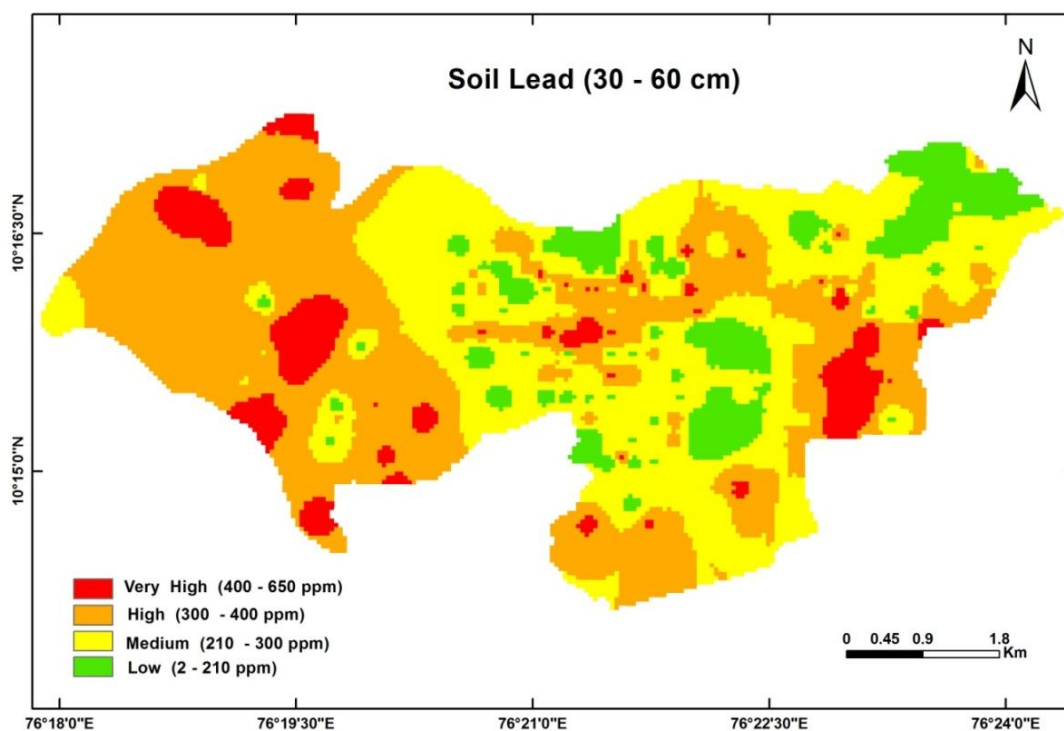 Soil Lead (30 - 60 cm)
N
10°16'30"N
10°15'0"N
Very High (400 - 650 ppm)
High (300 - 400 ppm)
Medium (210 - 300 ppm)
Low (2 - 210 ppm)
0 0.45 0.9 1.8
Km
76°18'0"E 76°19'30"E 76°21'0"E 76°22'30"E 76°24'0"E